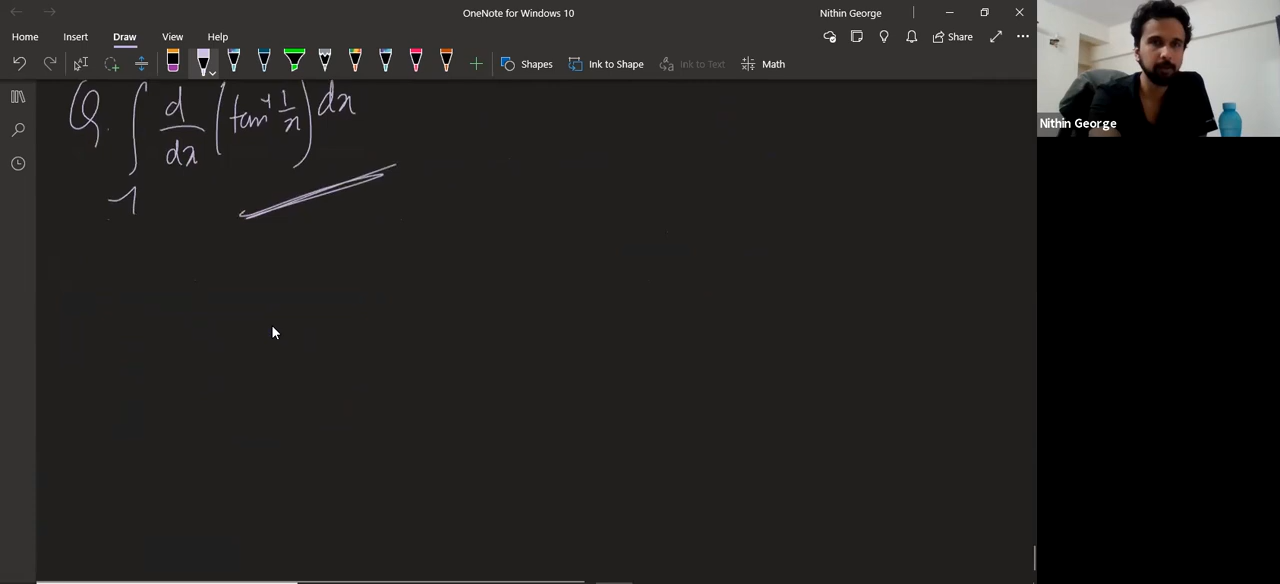 OneNote for Windows 10
Nithin George
Home Insert Draw View Help
Share
Shapes Ink to Shape Ink to Text Math
Q. ∫ d/dx (tan⁻¹ 1/x) dx
-1
Nithin George